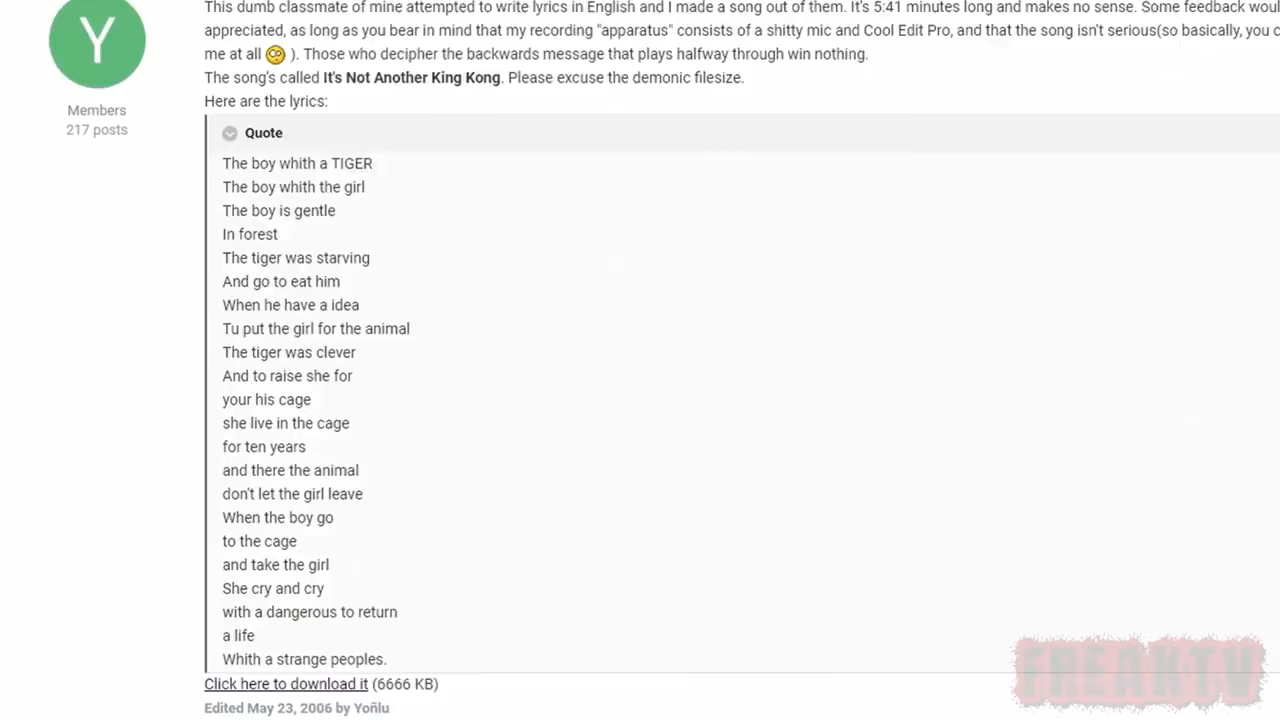 Y
This dumb classmate of mine attempted to write lyrics in English and I made a song out of them. It's 5:41 minutes long and makes no sense. Some feedback
Members
appreciated, as long as you bear in mind that my recording "apparatus" consists of a shitty mic and Cool Edit Pro, and that the song isn't serious(so basically, you
217 posts
me at all ). Those who decipher the backwards message that plays halfway through win nothing.
The song's called It's Not Another King Kong. Please excuse the demonic filesize.
Here are the lyrics:
Quote
The boy whith a TIGER
The boy whith the girl
The boy is gentle
In forest
The tiger was starving
And go to eat him
When he have a idea
Tu put the girl for the animal
The tiger was clever
And to raise she for
your his cage
she live in the cage
for ten years
and there the animal
don't let the girl leave
When the boy go
to the cage
and take the girl
She cry and cry
with a dangerous to return
a life
Whith a strange peoples.
Click here to download it (6666 KB)
Edited May 23, 2006 by Yoñlu
FREAKTV